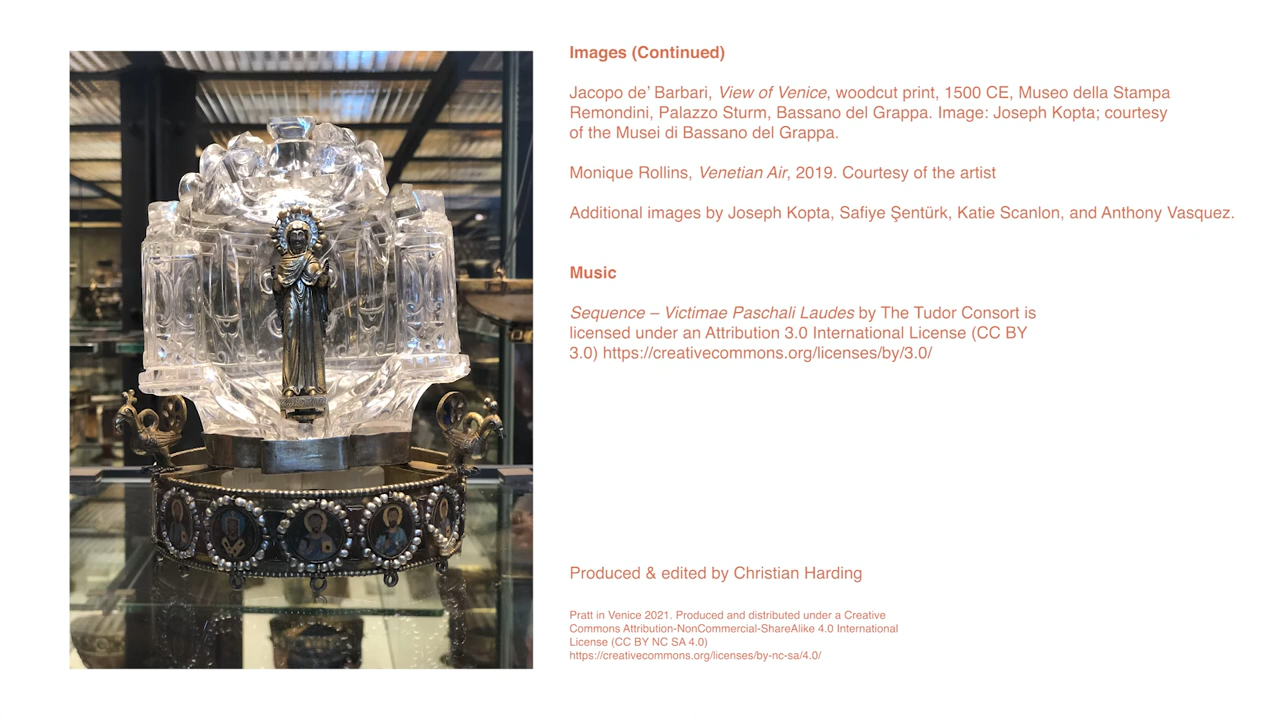 Images (Continued)
Jacopo de’ Barbari, View of Venice, woodcut print, 1500 CE, Museo della Stampa
Remondini, Palazzo Sturm, Bassano del Grappa. Image: Joseph Kopta; courtesy
of the Musei di Bassano del Grappa.
Monique Rollins, Venetian Air, 2019. Courtesy of the artist
Additional images by Joseph Kopta, Safiye Şentürk, Katie Scanlon, and Anthony Vasquez.
Music
Sequence – Victimae Paschali Laudes by The Tudor Consort is
licensed under an Attribution 3.0 International License (CC BY
3.0) https://creativecommons.org/licenses/by/3.0/
Produced & edited by Christian Harding
Pratt in Venice 2021. Produced and distributed under a Creative
Commons Attribution-NonCommercial-ShareAlike 4.0 International
License (CC BY NC SA 4.0)
https://creativecommons.org/licenses/by-nc-sa/4.0/